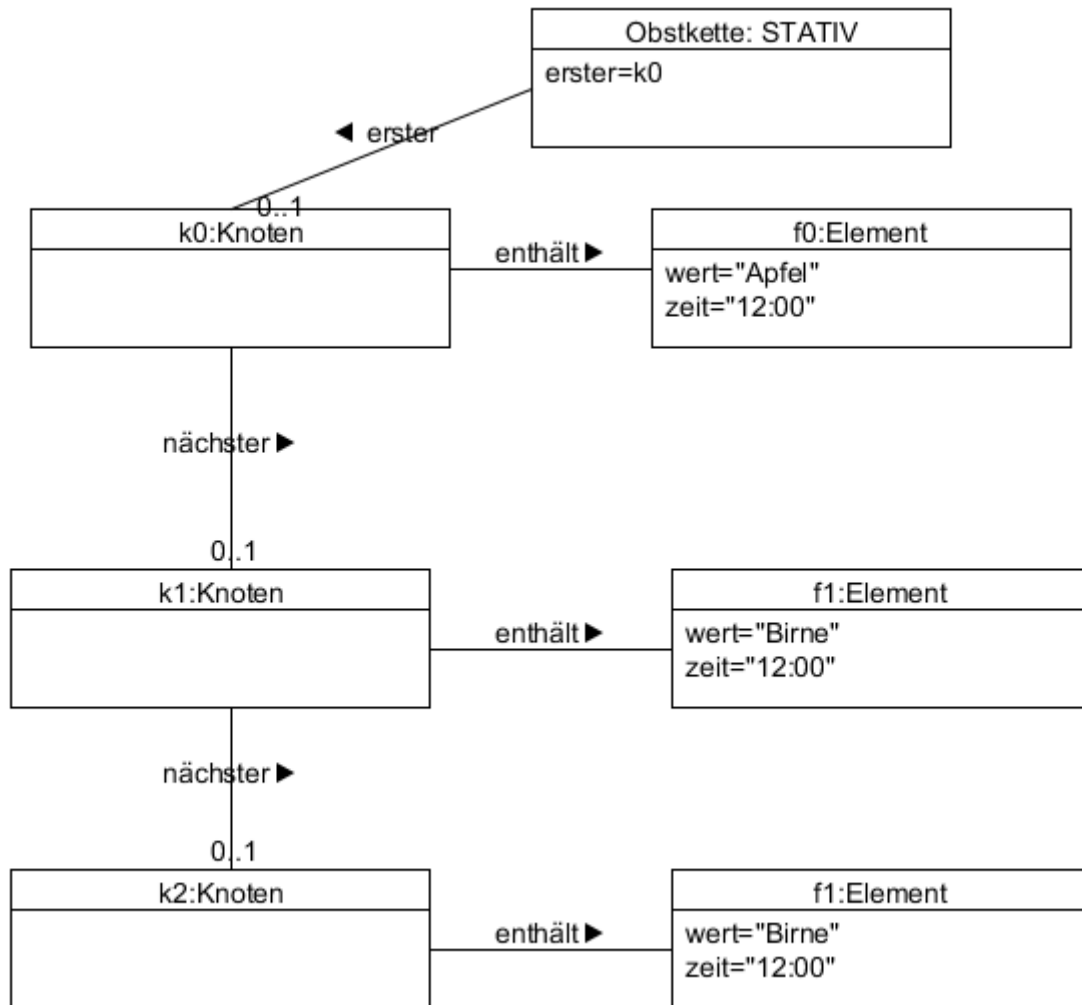 Obstkette: STATIV
erster=k0
◄ erster
0..1
k0:Knoten
enthält ►
f0:Element
wert="Apfel"
zeit="12:00"
nächster ►
0..1
k1:Knoten
enthält ►
f1:Element
wert="Birne"
zeit="12:00"
nächster ►
0..1
k2:Knoten
enthält ►
f1:Element
wert="Birne"
zeit="12:00"